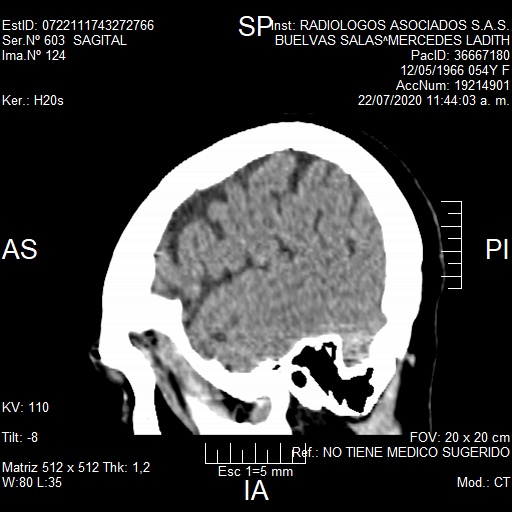 EstID: 0722111743272766
Ser.Nº 603 SAGITAL
Ima.Nº 124
Ker.: H20s
SP
Inst: RADIOLOGOS ASOCIADOS S.A.S.
BUELVAS SALAS^MERCEDES LADITH
PacID: 36667180
12/05/1966 054Y F
AccNum: 19214901
22/07/2020 11:44:03 a. m.
AS
PI
KV: 110
Tilt: -8
Matriz 512 x 512 Thk: 1,2
W:80 L:35
Esc 1=5 mm
IA
FOV: 20 x 20 cm
Ref.: NO TIENE MEDICO SUGERIDO
Mod.: CT